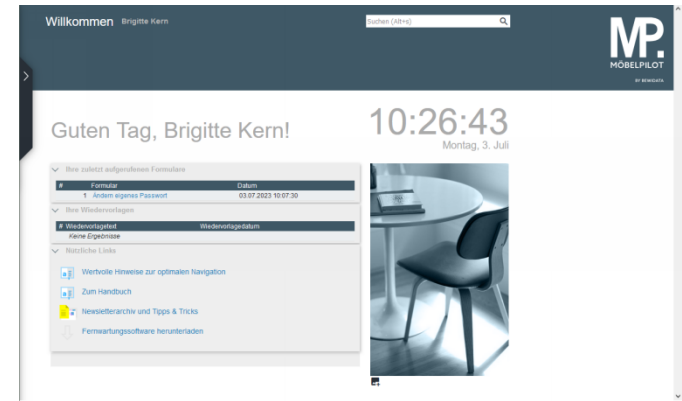 Willkommen Brigitte Kern
Suchen (Alt+s)
MP.
MÖBELPILOT
BY BEMIDATA
Guten Tag, Brigitte Kern!
10:26:43
Montag, 3. Juli
Ihre zuletzt aufgerufenen Formulare
# Formular Datum
1 Ändern eigenes Passwort 03.07.2023 10:07:30
Ihre Wiedervorlagen
# Wiedervorlagetext Wiedervorlagedatum
Keine Ergebnisse
Nützliche Links
Wertvolle Hinweise zur optimalen Navigation
Zum Handbuch
Newsletterarchiv und Tipps & Tricks
Fernwartungssoftware herunterladen